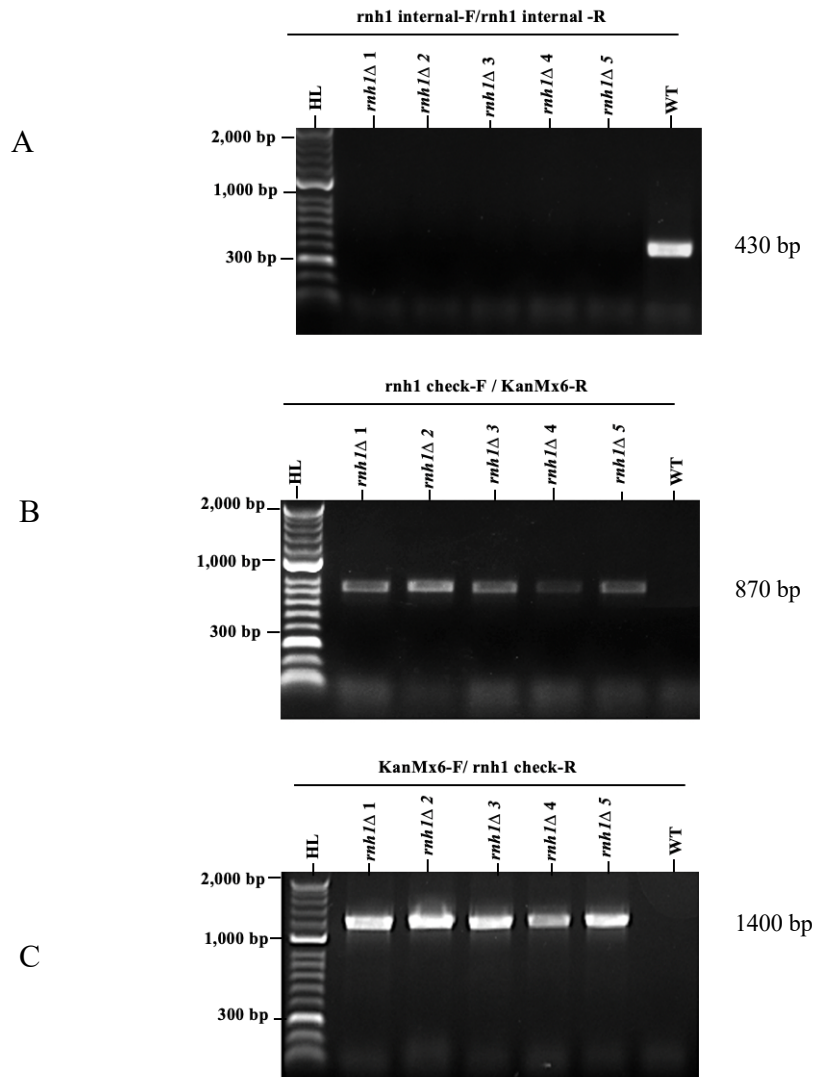 rnh1 internal-F/rnh1 internal -R
HL
rnh1Δ 1
rnh1Δ 2
rnh1Δ 3
rnh1Δ 4
rnh1Δ 5
WT
A
2,000 bp
1,000 bp
300 bp
430 bp
rnh1 check-F / KanMx6-R
HL
rnh1Δ 1
rnh1Δ 2
rnh1Δ 3
rnh1Δ 4
rnh1Δ 5
WT
B
2,000 bp
1,000 bp
300 bp
870 bp
KanMx6-F/ rnh1 check-R
HL
rnh1Δ 1
rnh1Δ 2
rnh1Δ 3
rnh1Δ 4
rnh1Δ 5
WT
C
2,000 bp
1,000 bp
300 bp
1400 bp